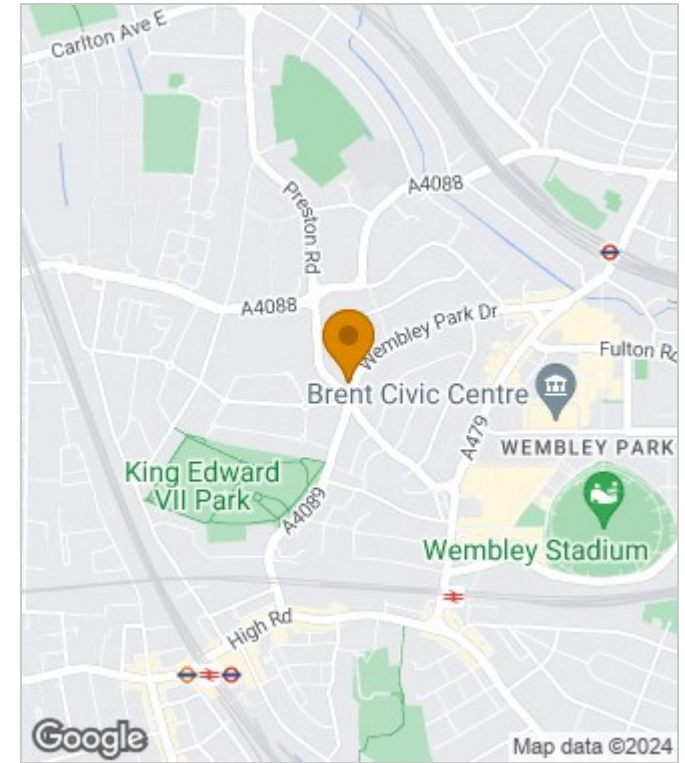 Carlton Ave E
A4088
Preston Rd
A4088
Wembley Park Dr
Fulton Rd
Brent Civic Centre
A479
WEMBLEY PARK
King Edward
VII Park
A4089
Wembley Stadium
High Rd
Google
Map data ©2024